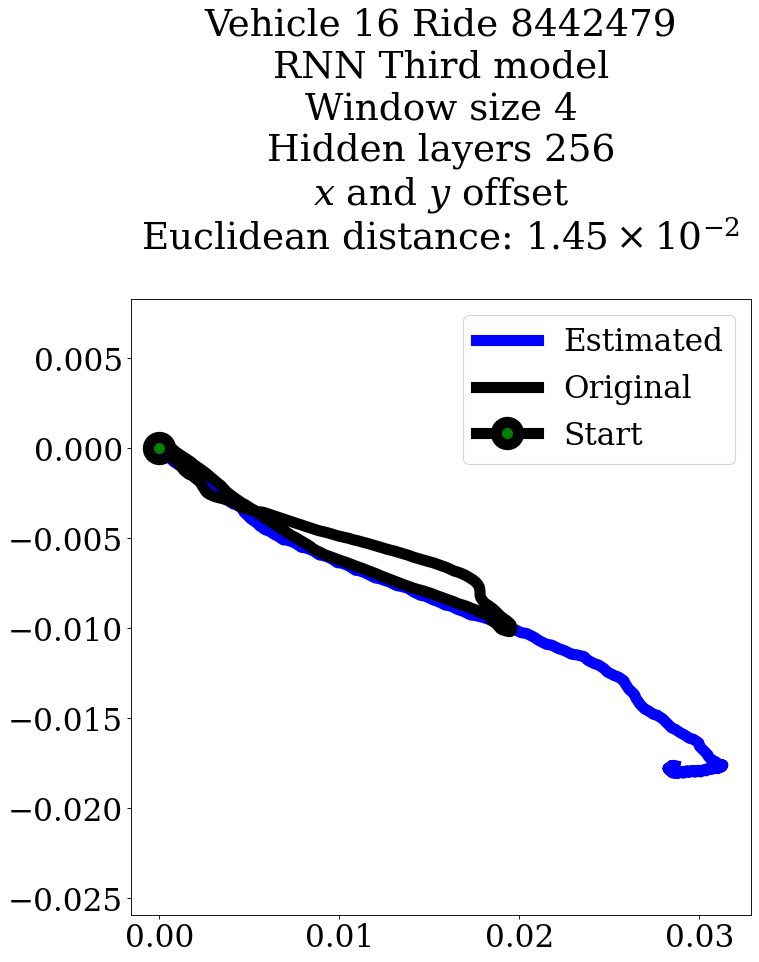 Vehicle 16 Ride 8442479
RNN Third model
Window size 4
Hidden layers 256
x and y offset
Euclidean distance: 1.45 × 10⁻²
Estimated
Original
Start
0.005
0.000
−0.005
−0.010
−0.015
−0.020
−0.025
0.00 0.01 0.02 0.03